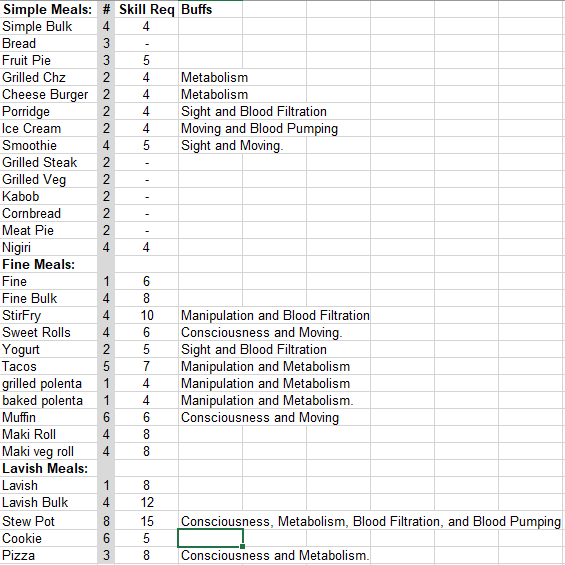 Simple Meals: # Skill Req Buffs
Simple Bulk 4 4
Bread 3 -
Fruit Pie 3 5
Grilled Chz 2 4 Metabolism
Cheese Burger 2 4 Metabolism
Porridge 2 4 Sight and Blood Filtration
Ice Cream 2 4 Moving and Blood Pumping
Smoothie 4 5 Sight and Moving.
Grilled Steak 2 -
Grilled Veg 2 -
Kabob 2 -
Cornbread 2 -
Meat Pie 2 -
Nigiri 4 4
Fine Meals:
Fine 1 6
Fine Bulk 4 8
StirFry 4 10 Manipulation and Blood Filtration
Sweet Rolls 4 6 Consciousness and Moving.
Yogurt 2 5 Sight and Blood Filtration
Tacos 5 7 Manipulation and Metabolism
grilled polenta 1 4 Manipulation and Metabolism
baked polenta 1 4 Manipulation and Metabolism.
Muffin 6 6 Consciousness and Moving
Maki Roll 4 8
Maki veg roll 4 8
Lavish Meals:
Lavish 1 8
Lavish Bulk 4 12
Stew Pot 8 15 Consciousness, Metabolism, Blood Filtration, and Blood Pumping
Cookie 6 5
Pizza 3 8 Consciousness and Metabolism.